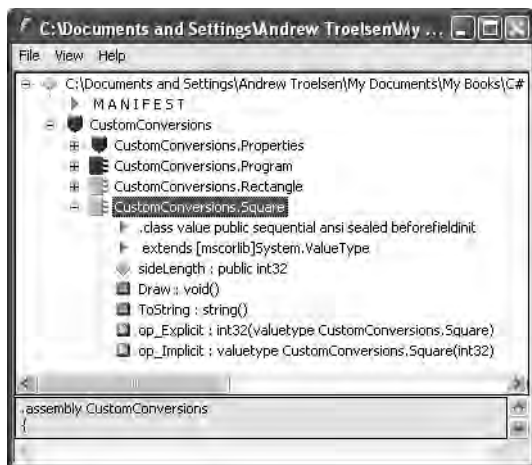 C:\Documents and Settings\Andrew Troelsen\My ...
File View Help
C:\Documents and Settings\Andrew Troelsen\My Documents\My Books\C#
MANIFEST
CustomConversions
CustomConversions.Properties
CustomConversions.Program
CustomConversions.Rectangle
CustomConversions.Square
.class value public sequential ansi sealed beforefieldinit
extends [mscorlib]System.ValueType
sideLength : public int32
Draw : void()
ToString : string()
op_Explicit : int32(valuetype CustomConversions.Square)
op_Implicit : valuetype CustomConversions.Square(int32)
.assembly CustomConversions
{